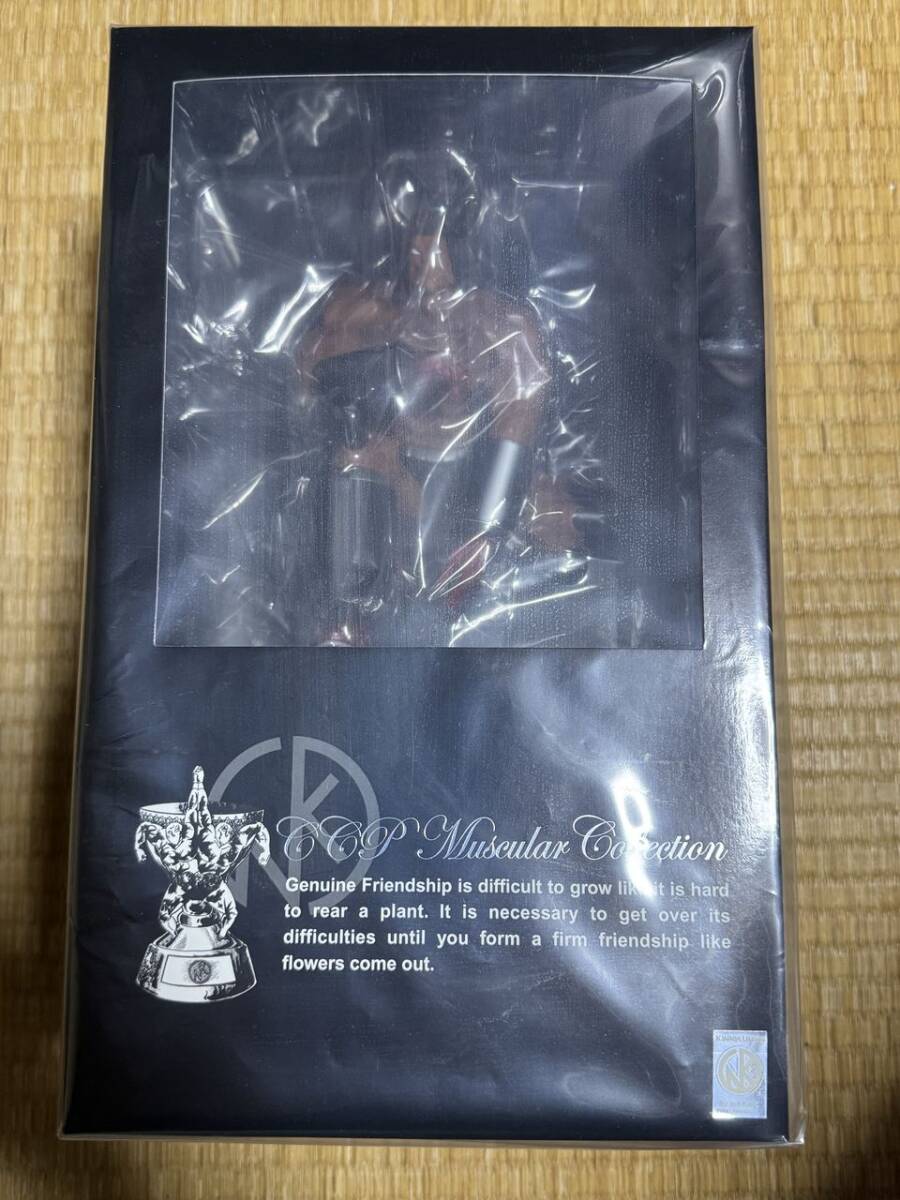 CCP Muscular Collection
Genuine Friendship is difficult to grow like it is hard
to rear a plant. It is necessary to get over its
difficulties until you form a firm friendship like
flowers come out.